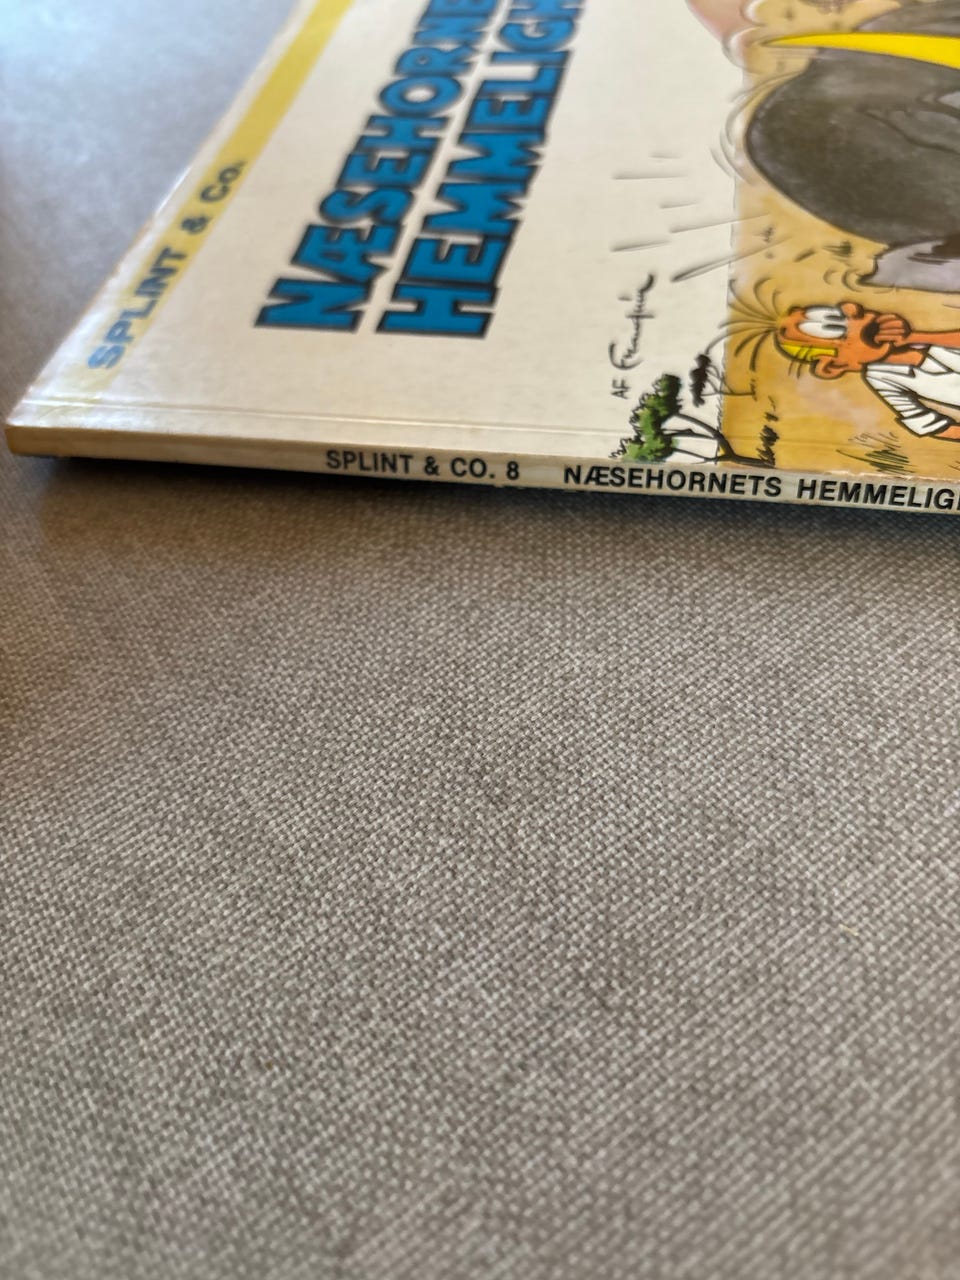 SPLINT & Co.
NÆSEHORNE
HEMMELIGH
AF Franquin
SPLINT & CO. 8 NÆSEHORNETS HEMMELIGH